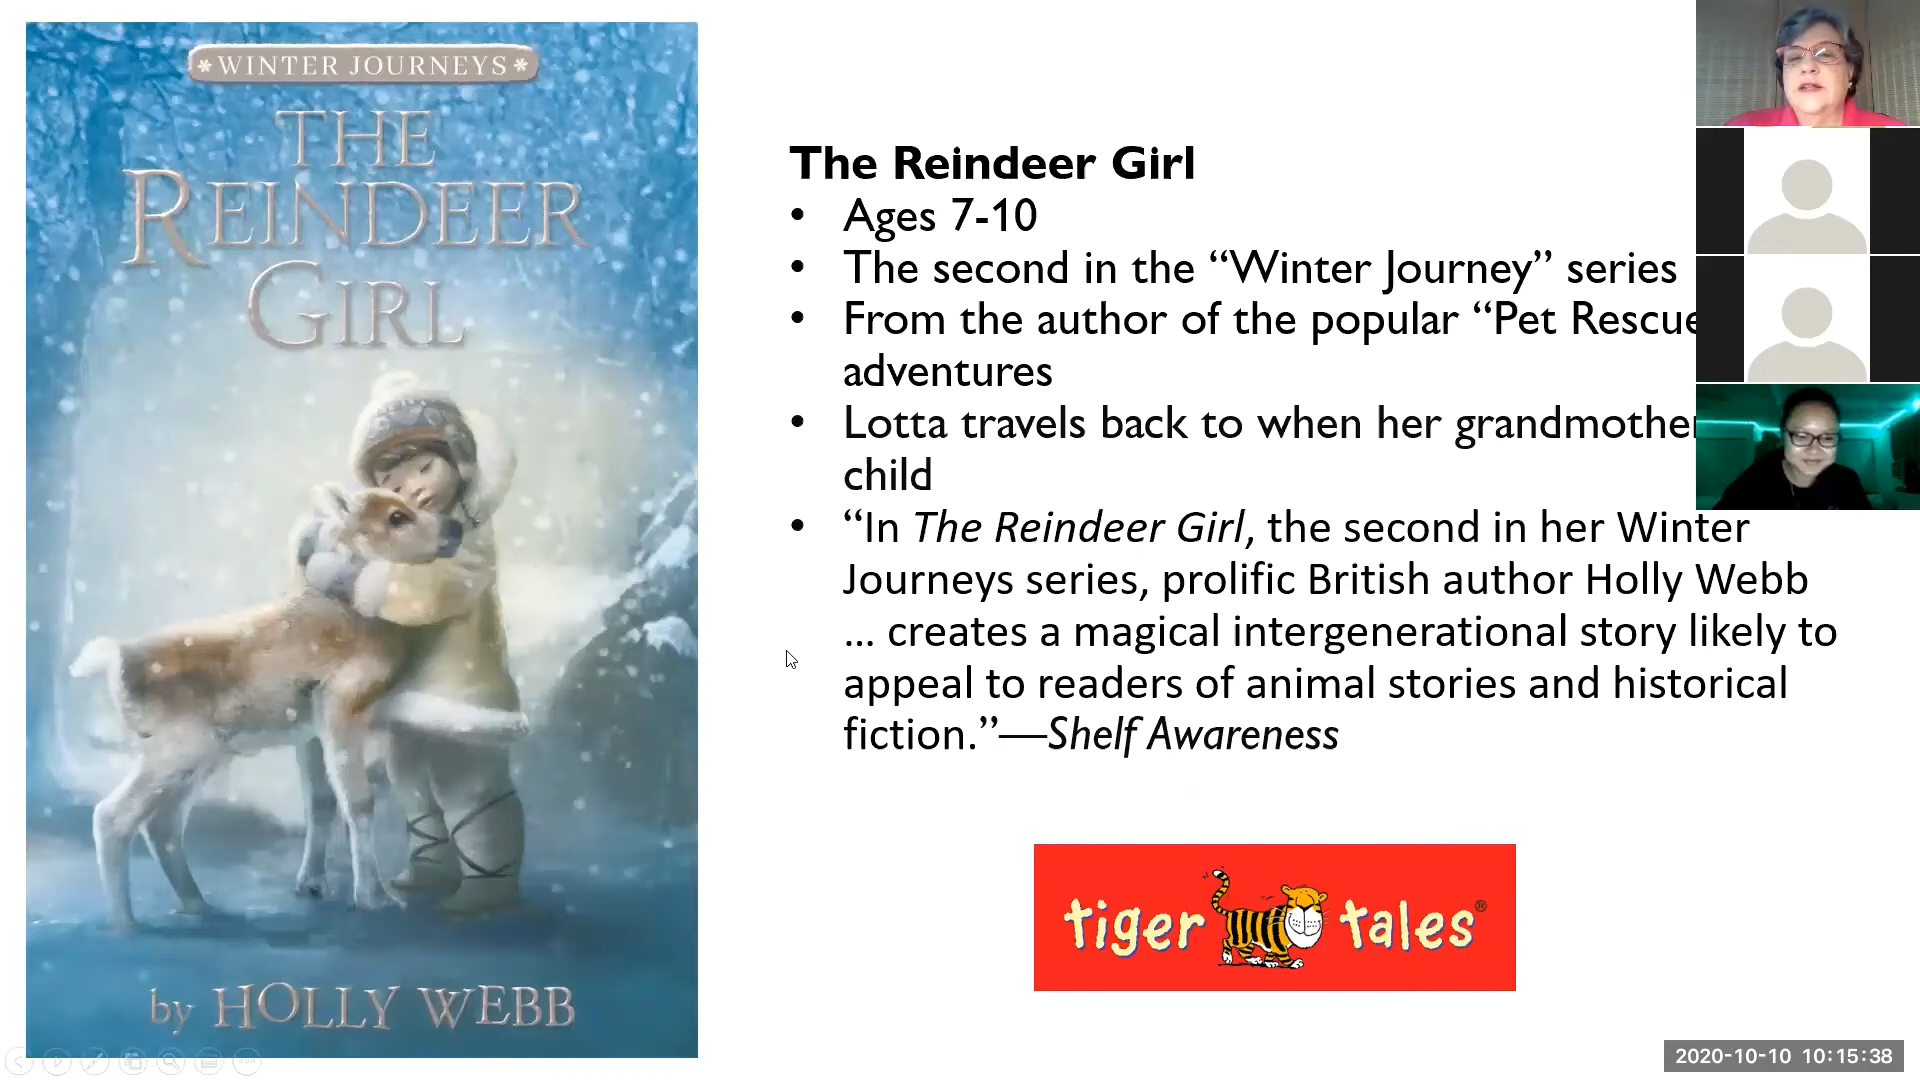 *WINTER JOURNEYS*
THE
REINDEER
GIRL
by HOLLY WEBB
The Reindeer Girl
• Ages 7-10
• The second in the “Winter Journey” series
• From the author of the popular “Pet Rescue
adventures
• Lotta travels back to when her grandmother
child
• “In The Reindeer Girl, the second in her Winter
Journeys series, prolific British author Holly Webb
... creates a magical intergenerational story likely to
appeal to readers of animal stories and historical
fiction.”—Shelf Awareness
tiger tales®
2020-10-10 10:15:38